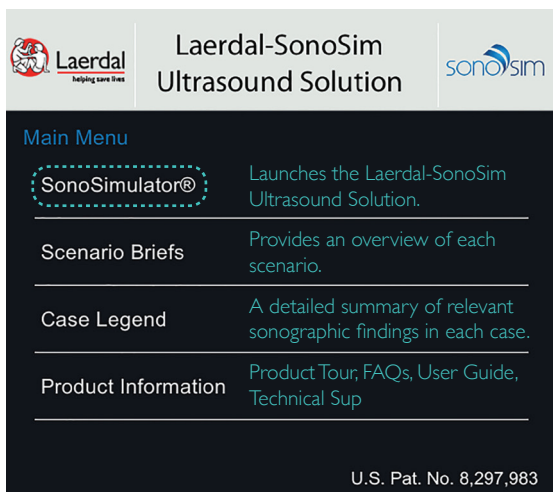 Laerdal
helping save lives
Laerdal-SonoSim
Ultrasound Solution
sonosim
Main Menu
SonoSimulator®
Launches the Laerdal-SonoSim
Ultrasound Solution.
Scenario Briefs
Provides an overview of each
scenario.
Case Legend
A detailed summary of relevant
sonographic findings in each case.
Product Information
Product Tour, FAQs, User Guide,
Technical Sup
U.S. Pat. No. 8,297,983